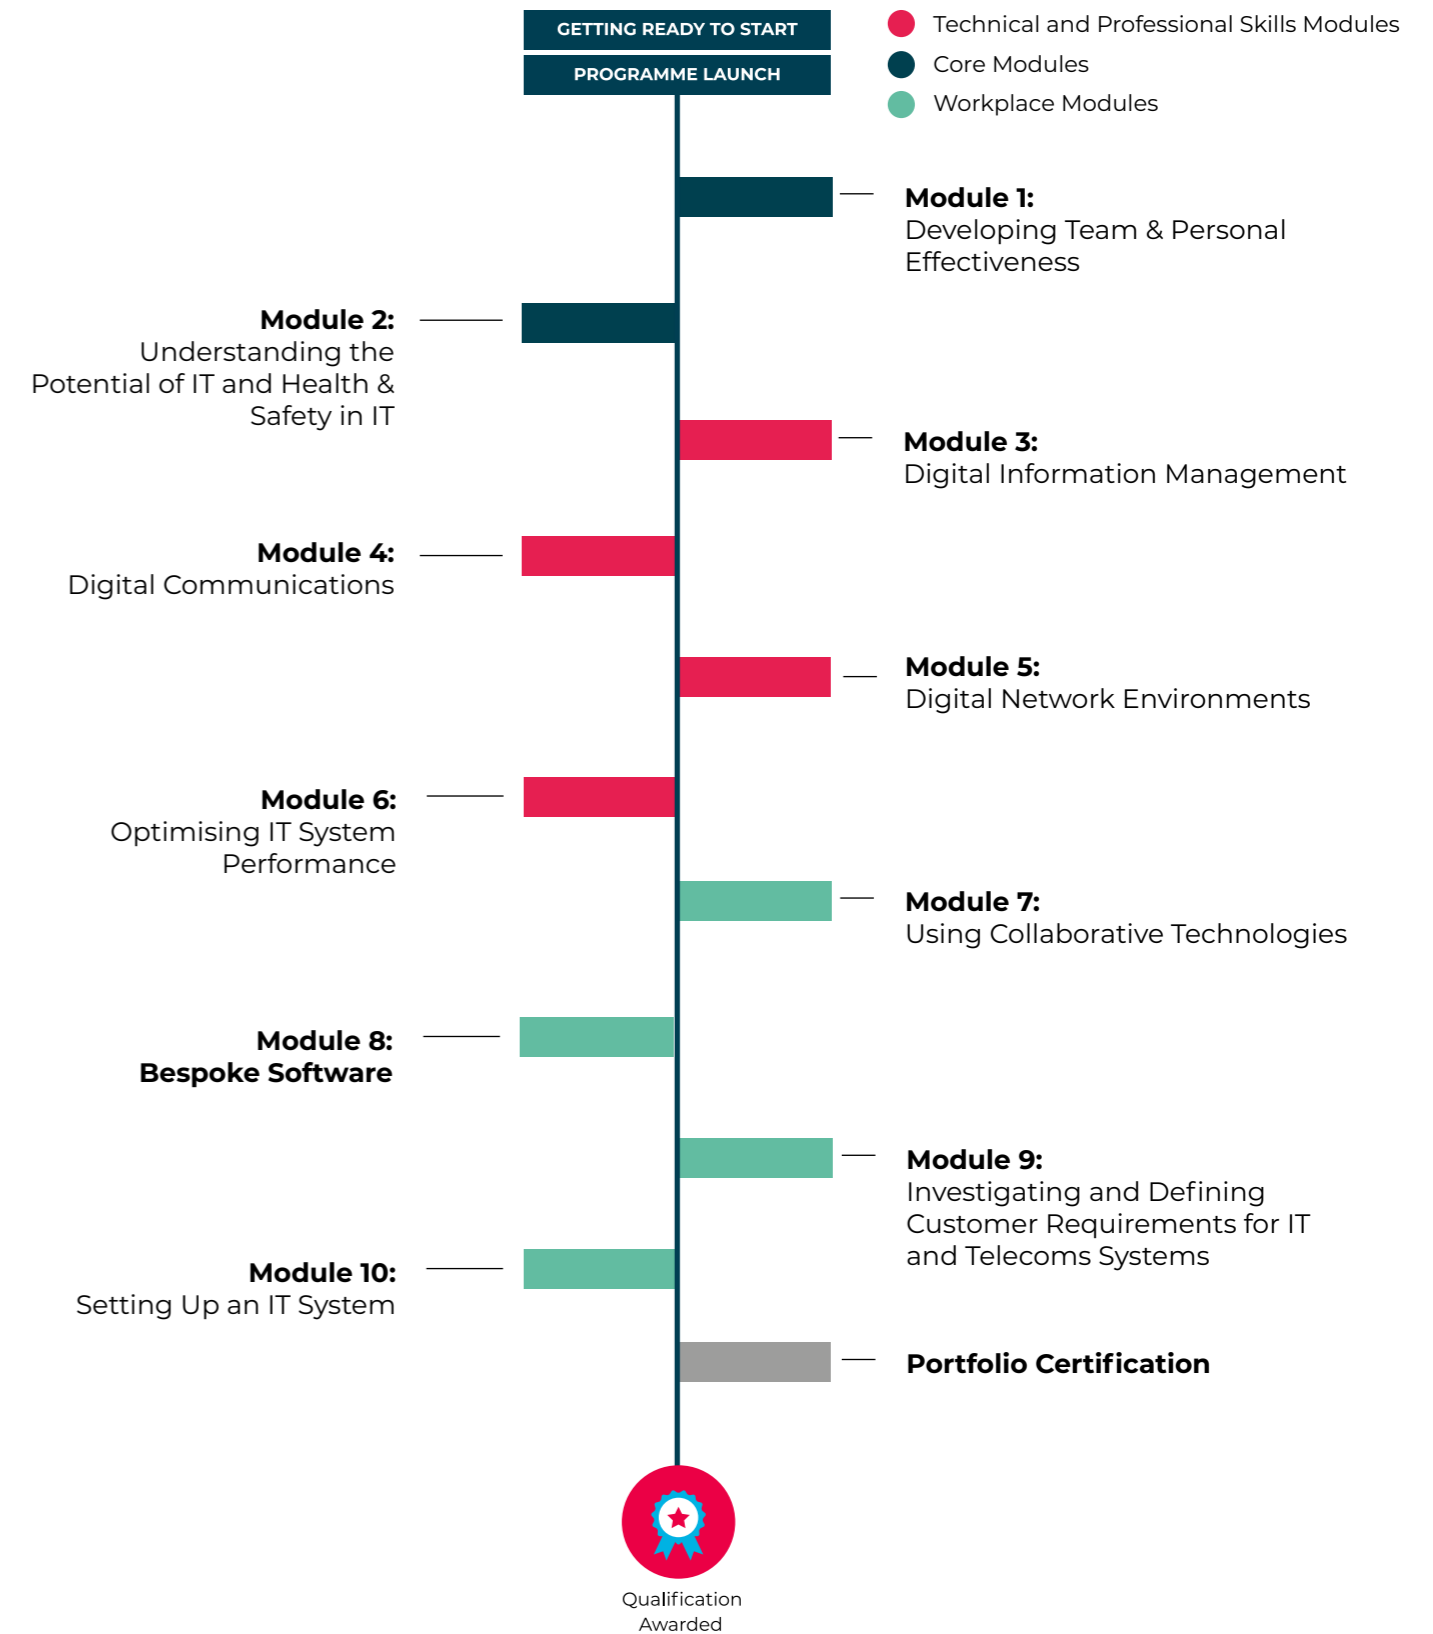 GETTING READY TO START
PROGRAMME LAUNCH
Technical and Professional Skills Modules
Core Modules
Workplace Modules
Module 1:
Developing Team & Personal
Effectiveness
Module 2:
Understanding the
Potential of IT and Health &
Safety in IT
Module 3:
Digital Information Management
Module 4:
Digital Communications
Module 5:
Digital Network Environments
Module 6:
Optimising IT System
Performance
Module 7:
Using Collaborative Technologies
Module 8:
Bespoke Software
Module 9:
Investigating and Defining
Customer Requirements for IT
and Telecoms Systems
Module 10:
Setting Up an IT System
Portfolio Certification
Qualification
Awarded